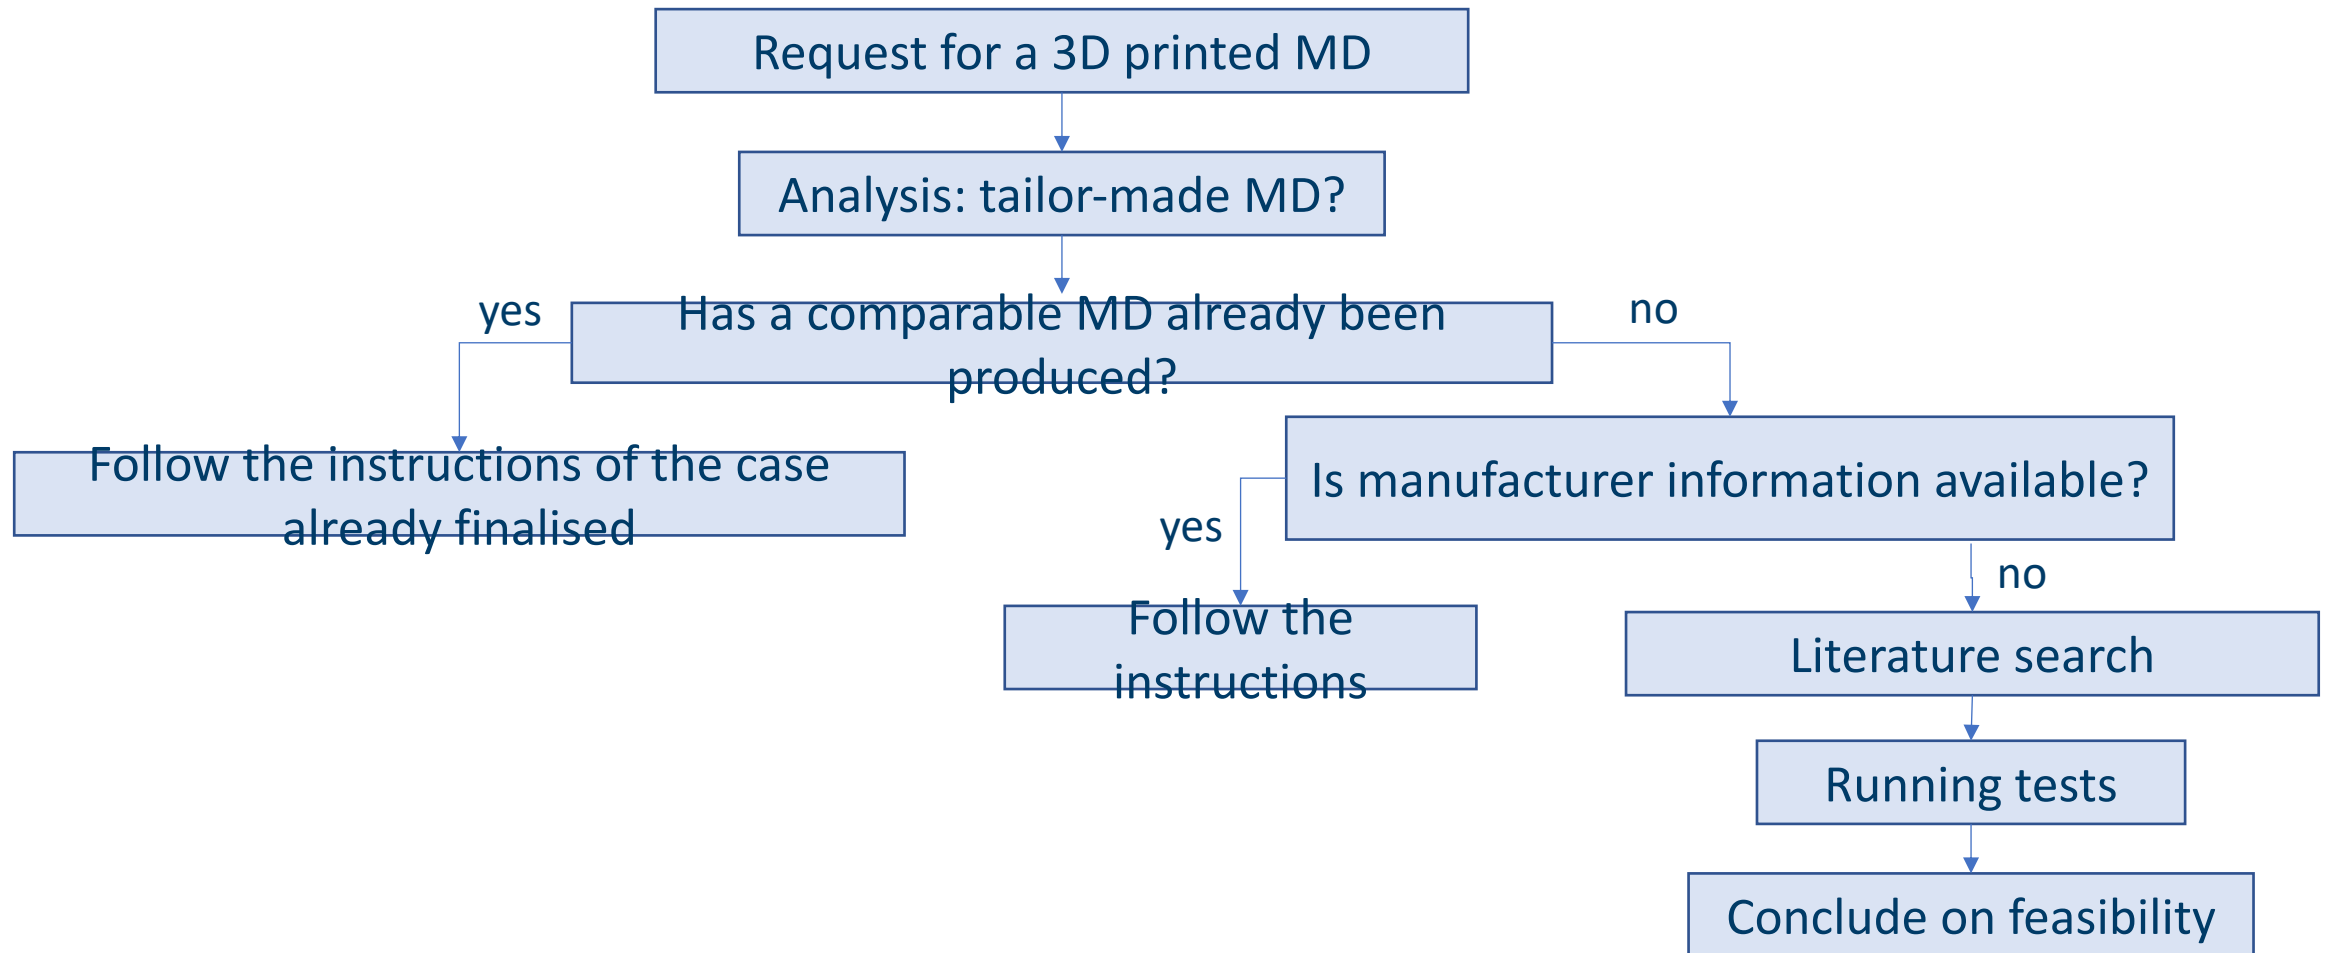 Request for a 3D printed MD
Analysis: tailor-made MD?
yes
Has a comparable MD already been
produced?
no
Follow the instructions of the case
already finalised
Is manufacturer information available?
yes
no
Follow the
instructions
Literature search
Running tests
Conclude on feasibility